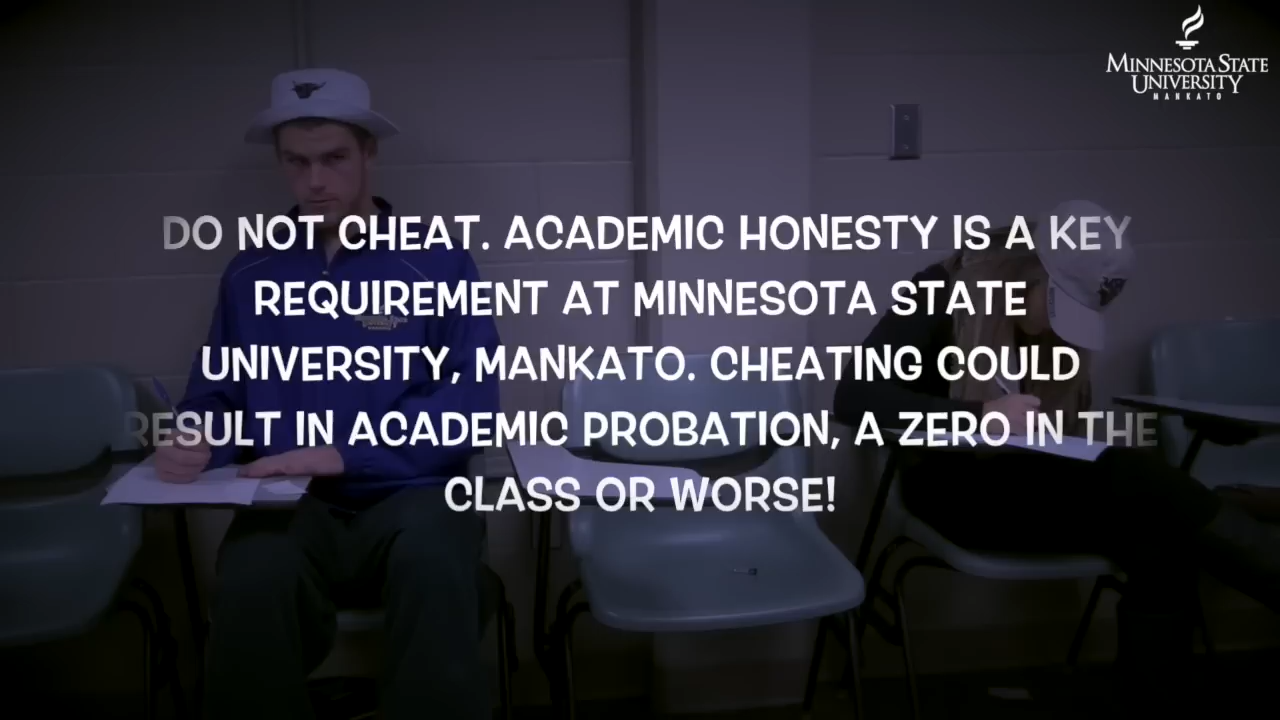 MINNESOTA STATE
UNIVERSITY
MANKATO
DO NOT CHEAT. ACADEMIC HONESTY IS A KEY
REQUIREMENT AT MINNESOTA STATE
UNIVERSITY, MANKATO. CHEATING COULD
RESULT IN ACADEMIC PROBATION, A ZERO IN THE
CLASS OR WORSE!